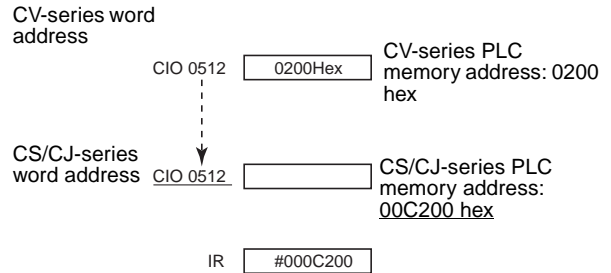 CV-series word
address
CIO 0512
0200Hex
CV-series PLC
memory address: 0200
hex
CS/CJ-series
word address
CIO 0512
CS/CJ-series PLC
memory address:
00C200 hex
IR
#000C200